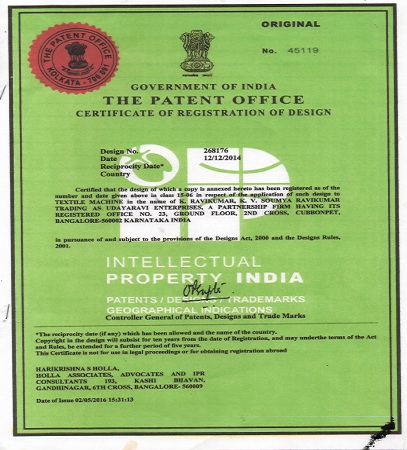 ORIGINAL
No. 45119
THE PATENT OFFICE
KOLKATA - 700 091
GOVERNMENT OF INDIA
THE PATENT OFFICE
CERTIFICATE OF REGISTRATION OF DESIGN
Design No. 268176
Date 12/12/2014
Reciprocity Date*
Country
Certified that the design of which a copy is annexed hereto has been registered as of the
number and date given above in class 15-06 in respect of the application of such design to
TEXTILE MACHINE in the name of K. RAVIKUMAR, K. V. SOUMYA RAVIKUMAR
TRADING AS UDAYARAVI ENTERPRISES, A PARTNERSHIP FIRM HAVING ITS
REGISTERED OFFICE NO. 23, GROUND FLOOR, 2ND CROSS, CUBBONPET,
BANGALORE-560002 KARNATAKA INDIA
in pursuance of and subject to the provisions of the Designs Act, 2000 and the Designs Rules,
2001.
INTELLECTUAL
PROPERTY INDIA
PATENTS / DESIGNS / TRADEMARKS
GEOGRAPHICAL INDICATIONS
Controller General of Patents, Designs and Trade Marks
*The reciprocity date (if any) which has been allowed and the name of the country.
Copyright in the design will subsist for ten years from the date of Registration, and may underthe terms of the Act
and Rules, be extended for a further period of five years.
This Certificate is not for use in legal proceedings or for obtaining registration abroad
HARIKRISHNA S HOLLA,
HOLLA ASSOCIATES, ADVOCATES AND IPR
CONSULTANTS 193, KASHI BHAVAN,
GANDHINAGAR, 6TH CROSS, BANGALORE- 560009
Date of Issue 02/05/2016 15:31:13